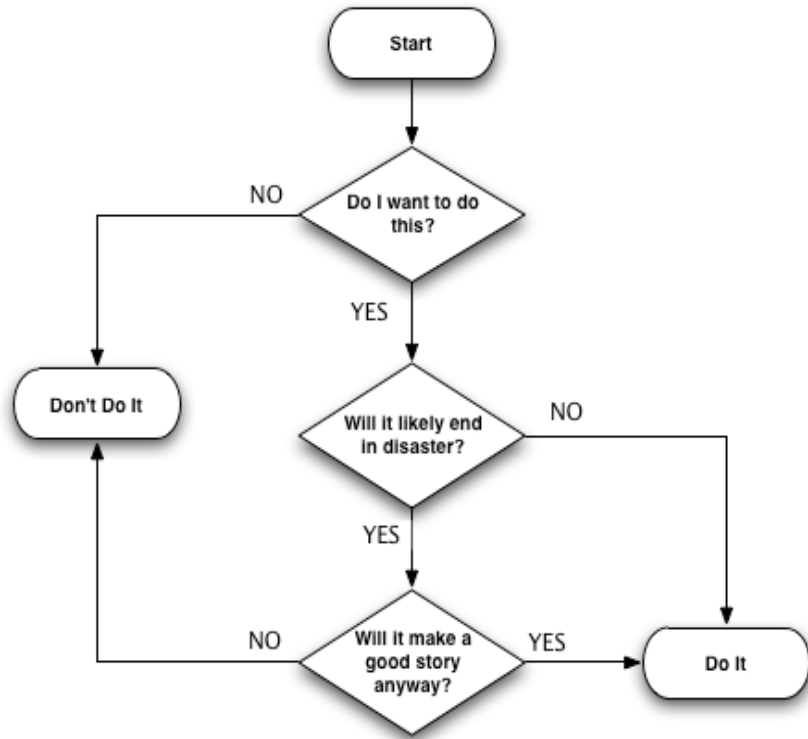 Start
NO
Do I want to do
this?
YES
Don't Do It
Will it likely end
in disaster?
NO
YES
NO
Will it make a
good story
anyway?
YES
Do It